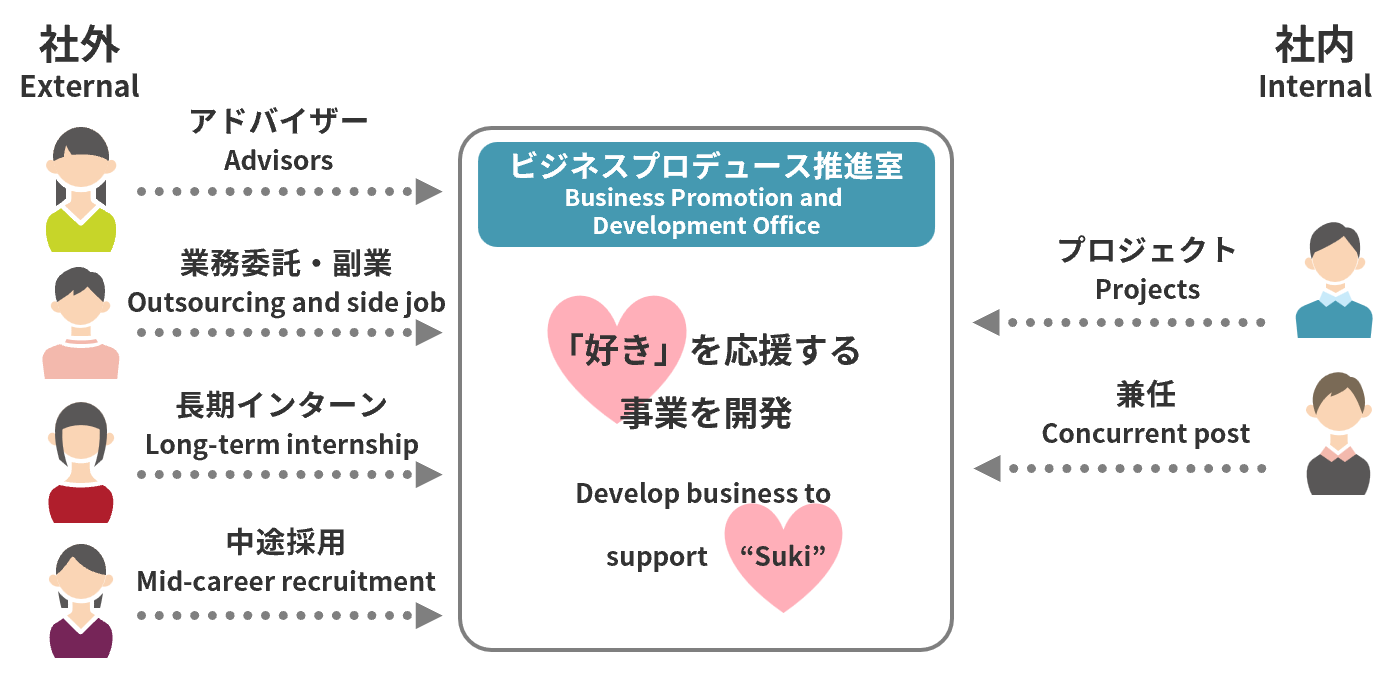 社外
External
アドバイザー
Advisors
業務委託・副業
Outsourcing and side job
長期インターン
Long-term internship
中途採用
Mid-career recruitment
ビジネスプロデュース推進室
Business Promotion and
Development Office
「好き」を応援する
事業を開発
Develop business to
support “Suki”
社内
Internal
プロジェクト
Projects
兼任
Concurrent post